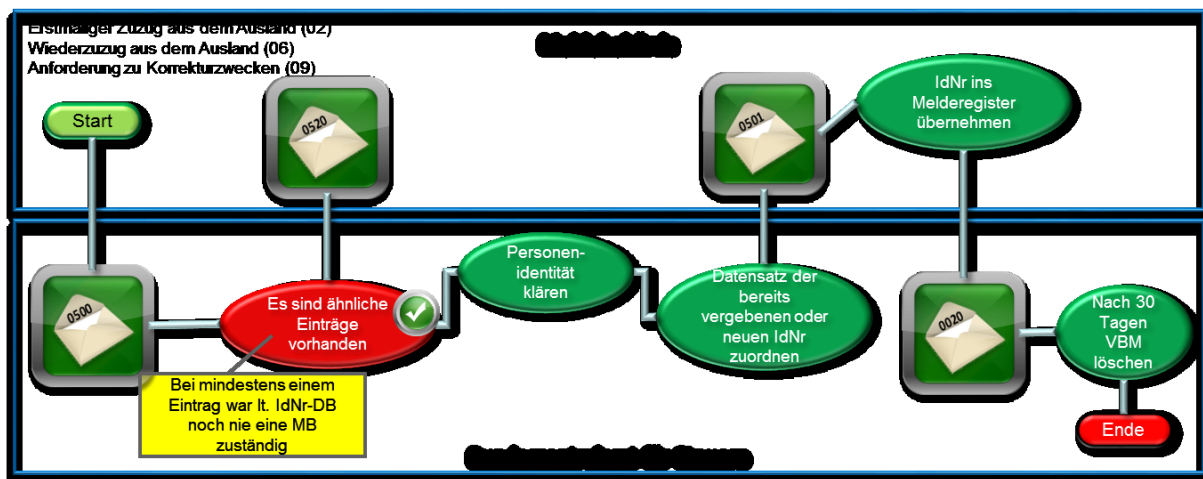 Erstmaliger Zuzug aus dem Ausland (02)
Wiederzuzug aus dem Ausland (06)
Anforderung zu Korrekturzwecken (09)
Start
0520
0501
IdNr ins
Melderegister
übernehmen
0500
Es sind ähnliche
Einträge
vorhanden
Personen-
identität
klären
Datensatz der
bereits
vergebenen oder
neuen IdNr
zuordnen
0020
Nach 30
Tagen
VBM
löschen
Bei mindestens einem
Eintrag war lt. IdNr-DB
noch nie eine MB
zuständig
Ende